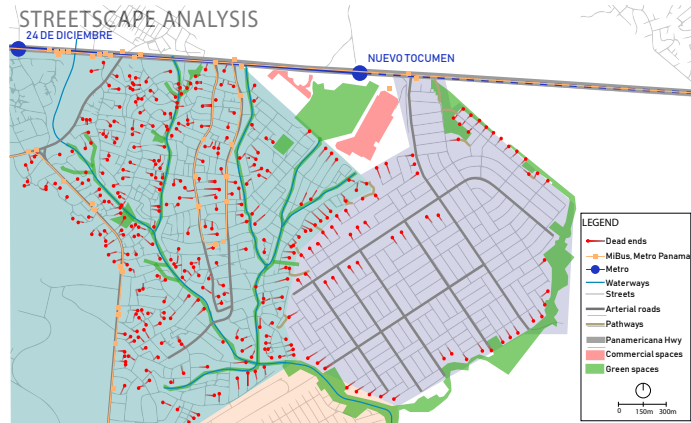 STREETSCAPE ANALYSIS
24 DE DICIEMBRE
NUEVO TOCUMEN
LEGEND
Dead ends
MiBus, Metro Panama
Metro
Waterways
Streets
Arterial roads
Pathways
Panamericana Hwy
Commercial spaces
Green spaces
0 150m 300m